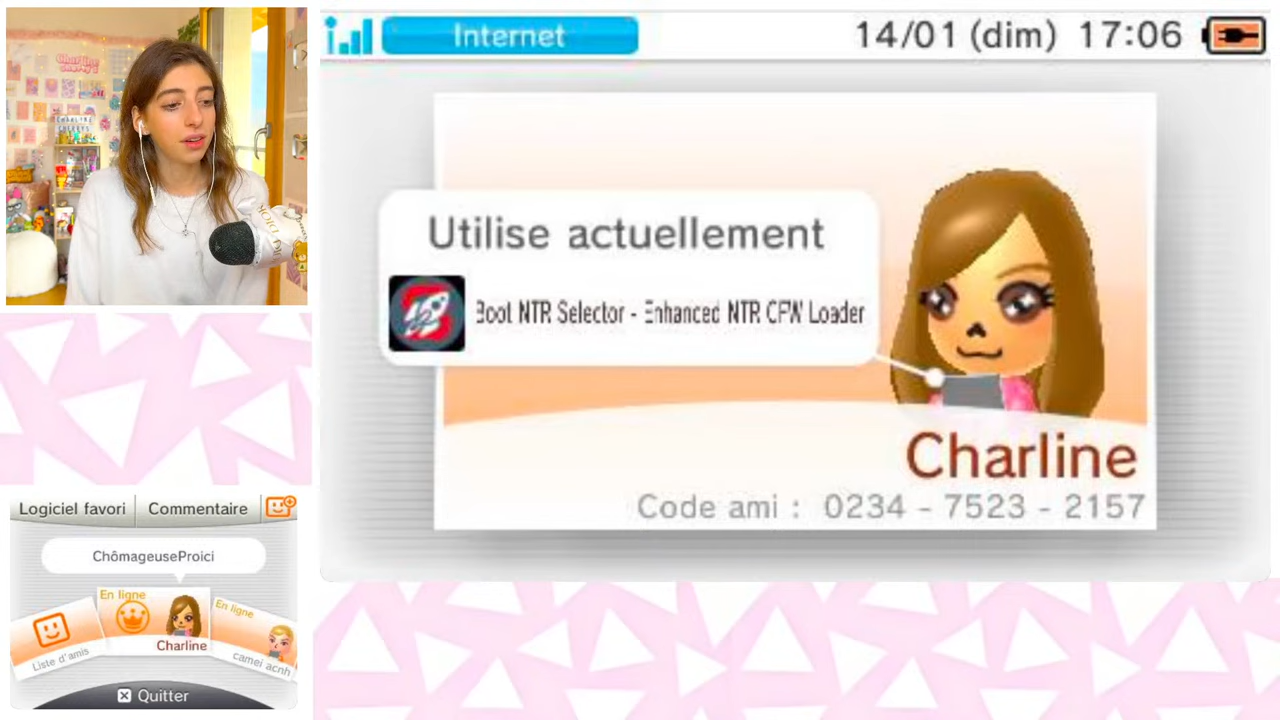 Internet
14/01 (dim) 17:06
Utilise actuellement
Boot NTR Selector - Enhanced NTR CFW Loader
Charline
Code ami : 0234 - 7523 - 2157
Logiciel favori
Commentaire
ChômageuseProici
En ligne
En ligne
Liste d'amis
Charline
camei acnh
Quitter